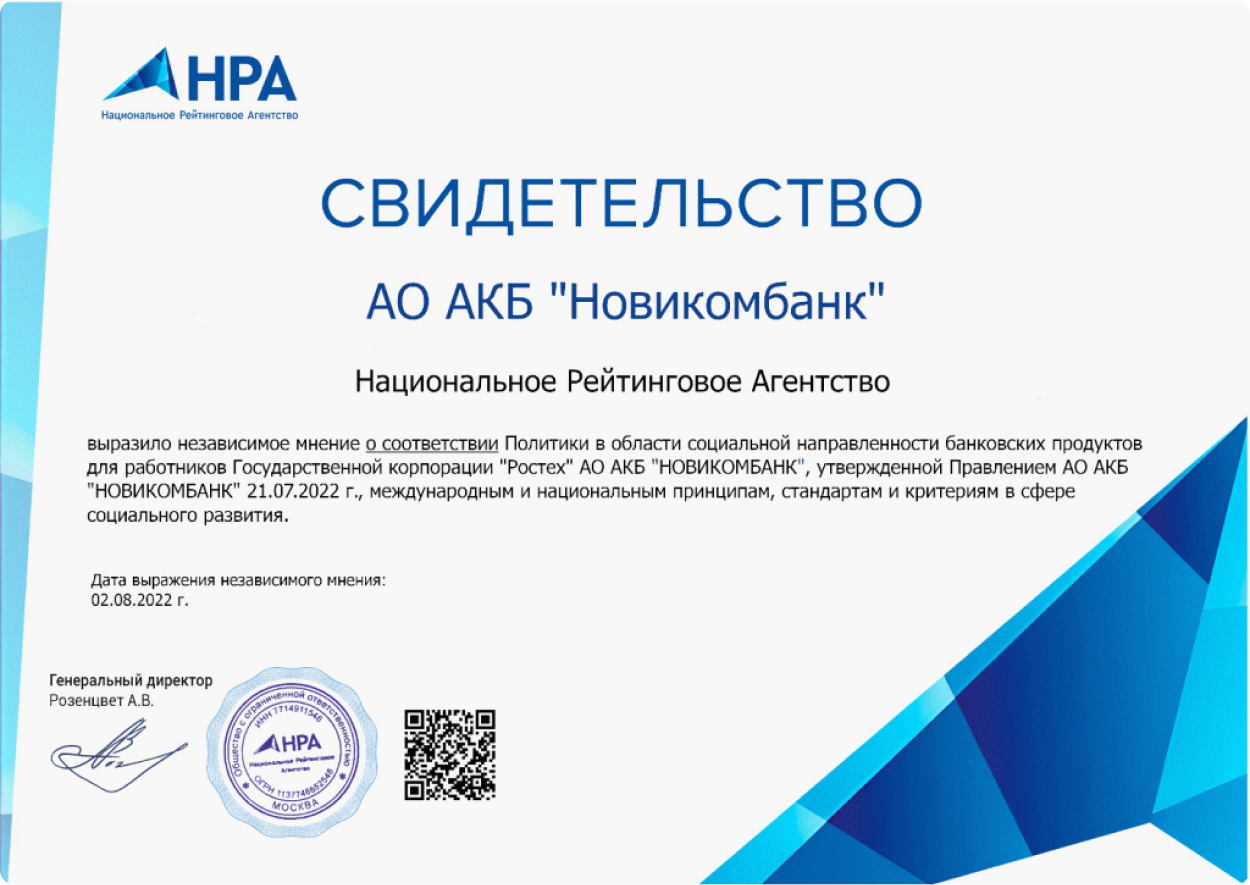 НРА
Национальное Рейтинговое Агентство
СВИДЕТЕЛЬСТВО
АО АКБ "Новикомбанк"
Национальное Рейтинговое Агентство
выразило независимое мнение о соответствии Политики в области социальной направленности банковских продуктов
для работников Государственной корпорации "Ростех" АО АКБ "НОВИКОМБАНК", утвержденной Правлением АО АКБ
"НОВИКОМБАНК" 21.07.2022 г., международным и национальным принципам, стандартам и критериям в сфере
социального развития.
Дата выражения независимого мнения:
02.08.2022 г.
Генеральный директор
Розенцвет А.В.
Общество с ограниченной ответственностью
ИНН 7714911548
НРА
Национальное Рейтинговое
Агентство
ОГРН 1137746652548
МОСКВА